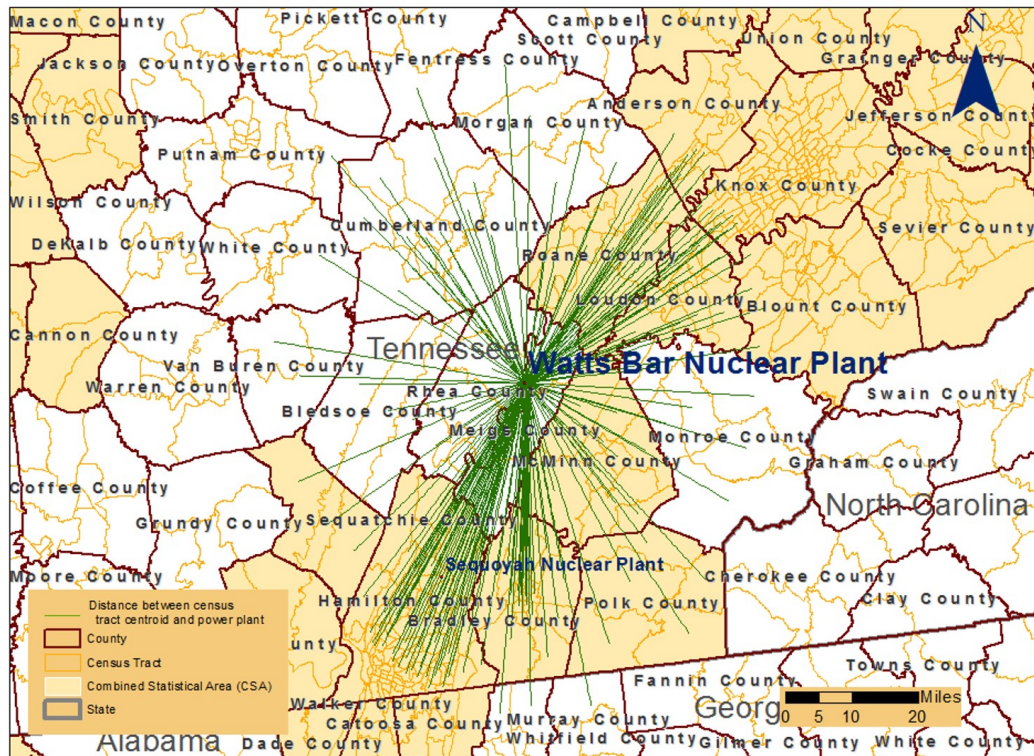 Macon County
Pickett County
Campbell County
N
Scott County
Union County
Jackson County
Overton County
Fentress County
Grainger County
Anderson County
Smith County
Morgan County
Jefferson County
Putnam County
Cocke County
Knox County
Wilson County
Cumberland County
Sevier County
DeKalb County
White County
Roane County
Loudon County
Blount County
Cannon County
Tennessee
Watts Bar Nuclear Plant
Van Buren County
Warren County
Rhea County
Swain County
Bledsoe County
Meigs County
Monroe County
McMinn County
Graham County
Coffee County
North Carolina
Grundy County
Sequatchie County
Sequoyah Nuclear Plant
Moore County
Cherokee County
Hamilton County
Polk County
Clay County
Bradley County
Distance between census
tract centroid and power plant
County
Census Tract
Combined Statistical Area (CSA)
State
unty
Towns County
Fannin County
Walker County
Georg
Miles
0 5 10 20
Catoosa County
Murray County
Alabama
Dade County
Whitfield County
Gilmer County
White County